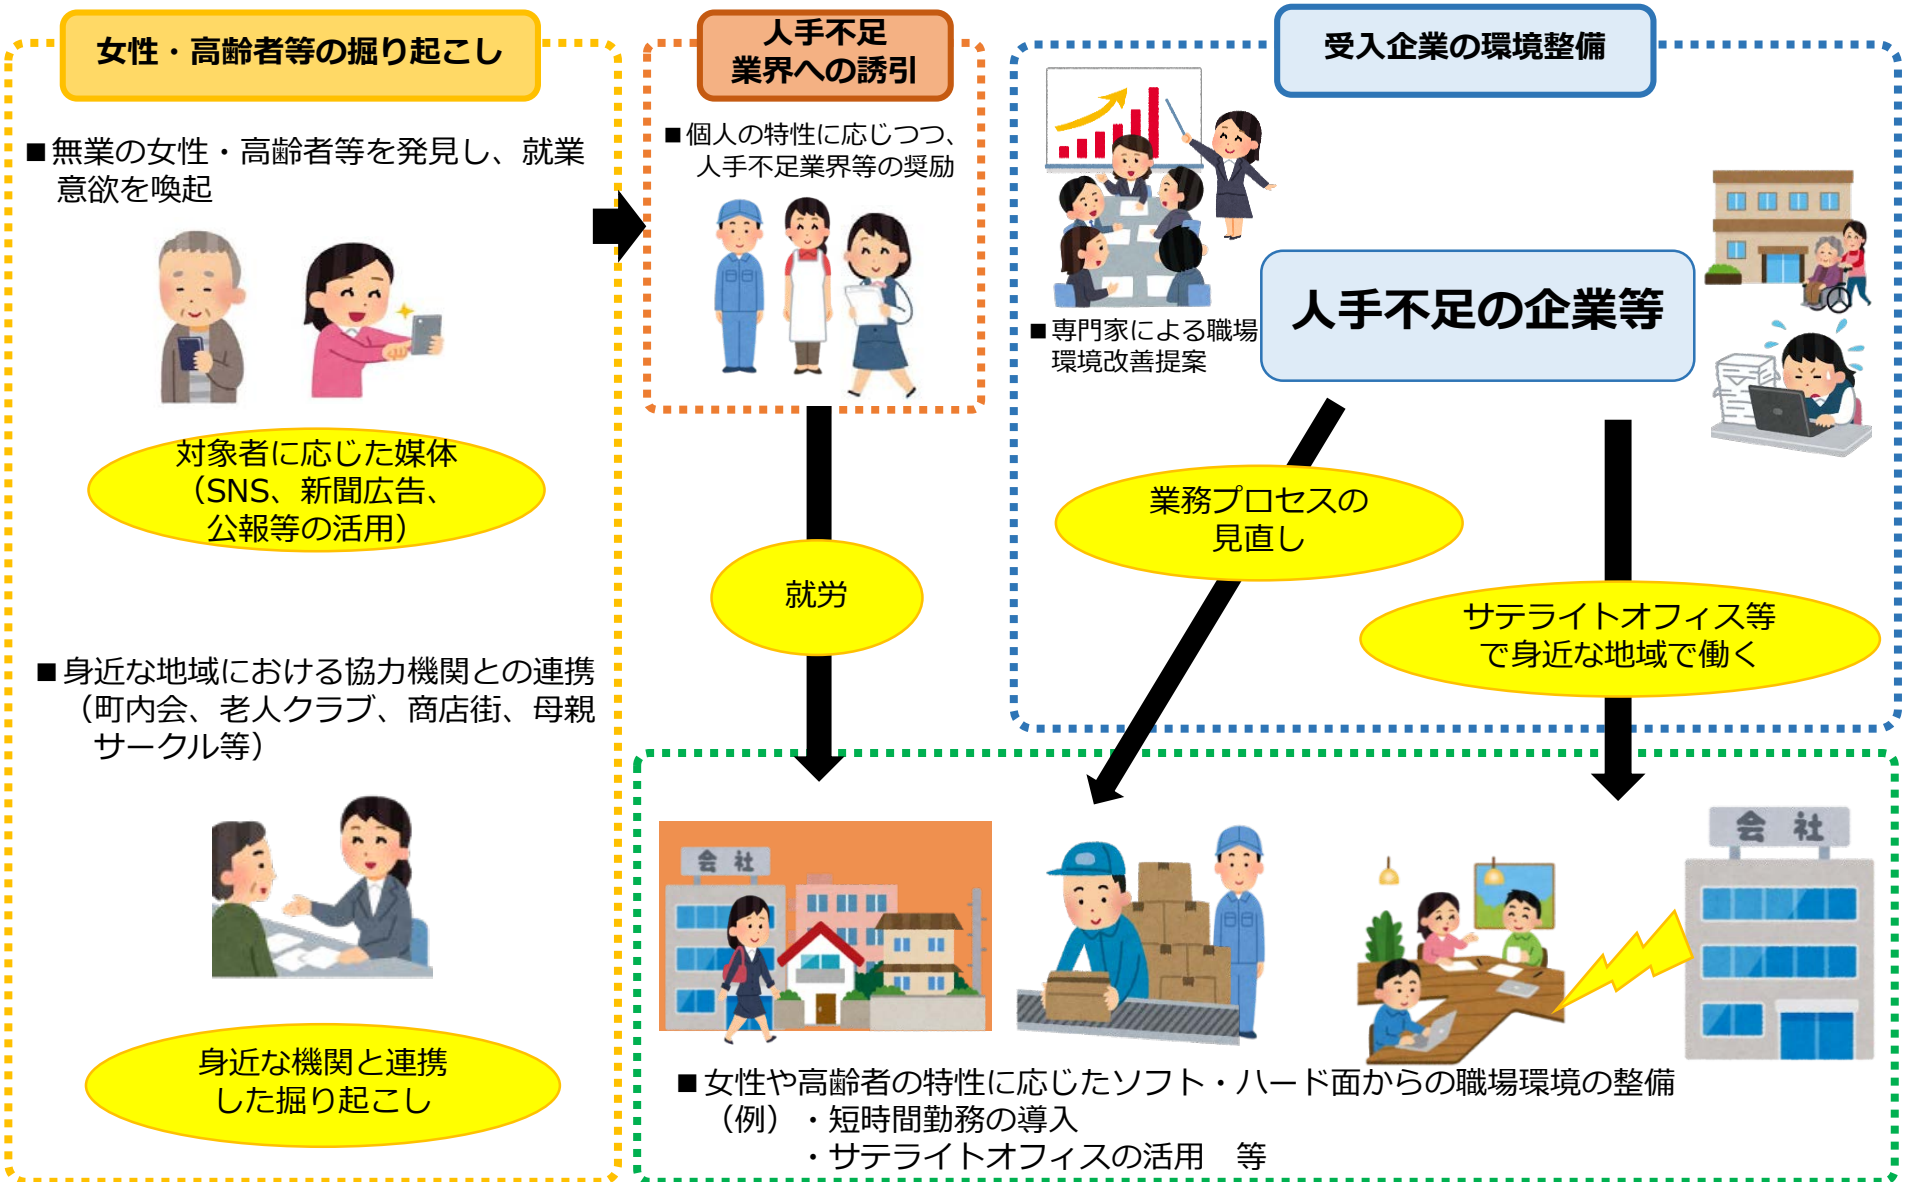 女性・高齢者等の掘り起こし
■無業の女性・高齢者等を発見し、就業
意欲を喚起
対象者に応じた媒体
（SNS、新聞広告、
公報等の活用）
■身近な地域における協力機関との連携
（町内会、老人クラブ、商店街、母親
サークル等）
身近な機関と連携
した掘り起こし
人手不足
業界への誘引
■個人の特性に応じつつ、
人手不足業界等の奨励
就労
受入企業の環境整備
■専門家による職場
環境改善提案
人手不足の企業等
業務プロセスの
見直し
サテライトオフィス等
で身近な地域で働く
会社
会社
■女性や高齢者の特性に応じたソフト・ハード面からの職場環境の整備
（例）・短時間勤務の導入
・サテライトオフィスの活用　等